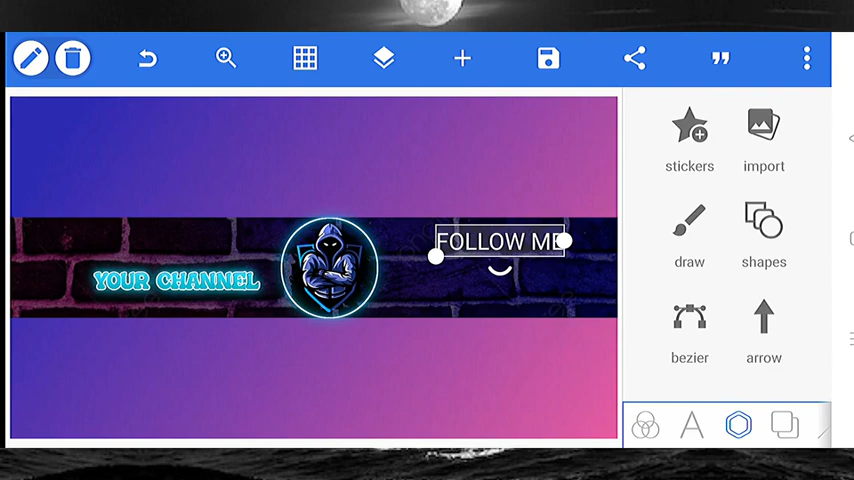 stickers import
FOLLOW ME
draw shapes
YOUR CHANNEL
bezier arrow